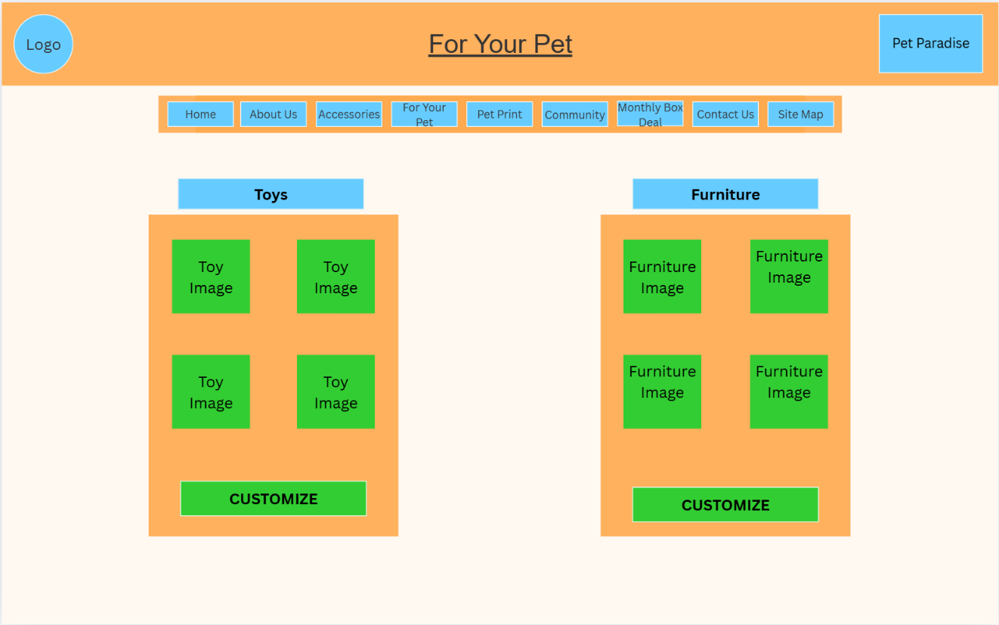 Logo
For Your Pet
Pet Paradise
Home
About Us
Accessories
For Your
Pet
Pet Print
Community
Monthly Box
Deal
Contact Us
Site Map
Toys
Toy
Image
Toy
Image
Toy
Image
Toy
Image
CUSTOMIZE
Furniture
Furniture
Image
Furniture
Image
Furniture
Image
Furniture
Image
CUSTOMIZE